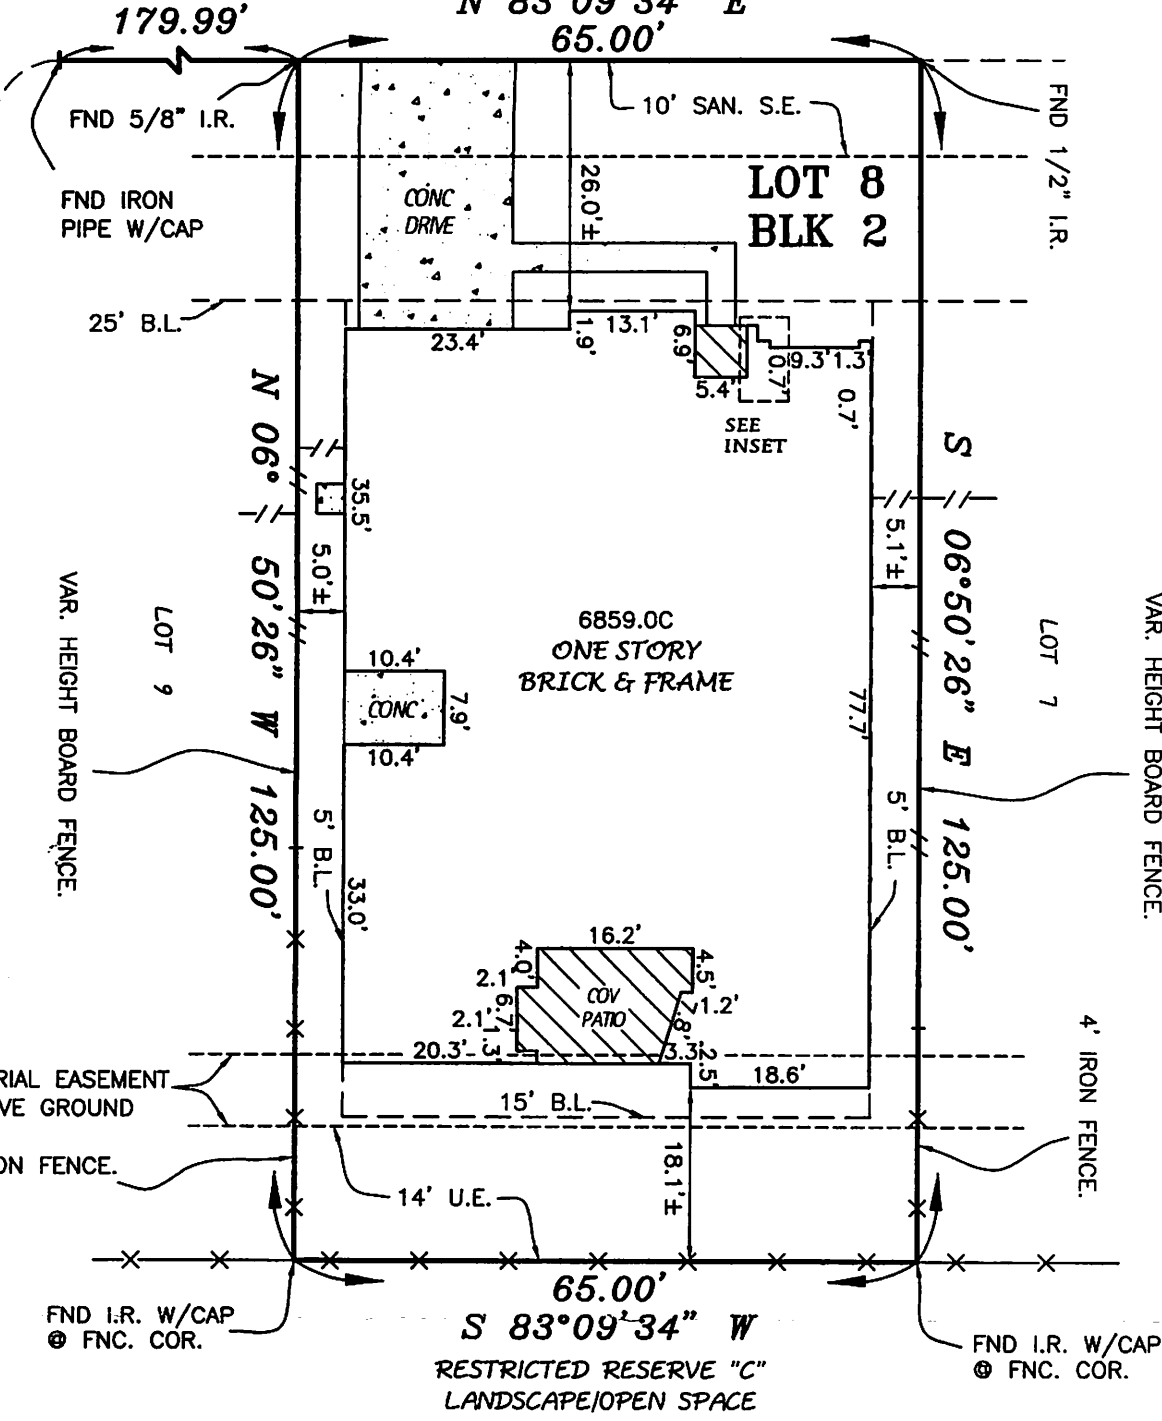 N 83°09'34" E
179.99'
65.00'
FND 5/8" I.R.
10' SAN. S.E.
FND 1/2" I.R.
FND IRON
PIPE W/CAP
CONC
DRIVE
26.0'±
LOT 8
BLK 2
25' B.L.
23.4'
1.9'
13.1'
6.9'
5.4'
0.7'
9.3'
1.3'
0.7'
SEE
INSET
N 06° 50' 26" W 125.00'
S 06°50'26" E 125.00'
35.5'
5.0'±
5.1'±
VAR. HEIGHT BOARD FENCE.
LOT 9
6859.0C
ONE STORY
BRICK & FRAME
LOT 7
VAR. HEIGHT BOARD FENCE.
10.4'
CONC
7.9'
10.4'
77.7'
5' B.L.
5' B.L.
33.0'
16.2'
4.0'
4.5'
2.1'
6.7'
COV
PATIO
1.2'
7.8'
2.1'
1.3'
20.3'
3.3'
2.5'
18.6'
4' IRON FENCE.
RIAL EASEMENT
VE GROUND
15' B.L.
ON FENCE.
14' U.E.
18.1'±
65.00'
S 83°09'34" W
FND I.R. W/CAP
@ FNC. COR.
FND I.R. W/CAP
@ FNC. COR.
RESTRICTED RESERVE "C"
LANDSCAPE/OPEN SPACE